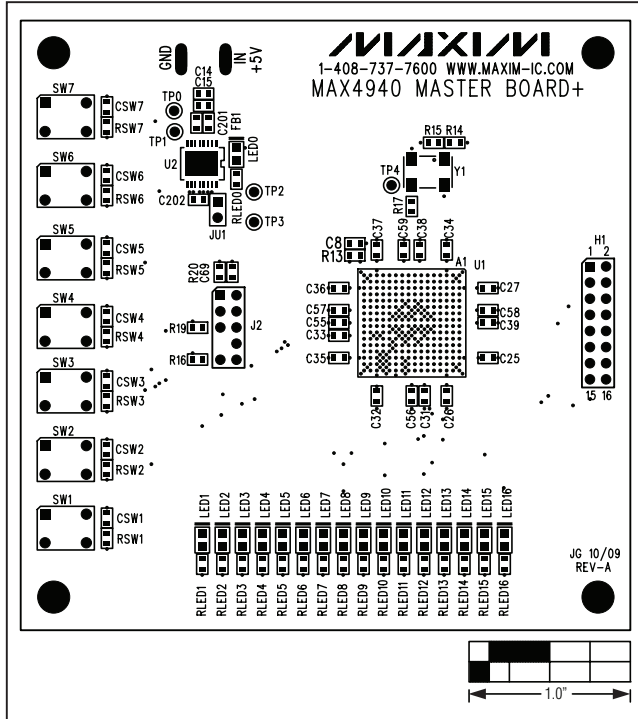 GND
IN
+5V
MAXIM
1-408-737-7600 WWW.MAXIM-IC.COM
MAX4940 MASTER BOARD+
SW7
CSW7
RSW7
TP0
TP1
C14
C15
C201
FB1
LED0
U2
RLED0
C202
JU1
TP2
TP3
R15 R14
TP4
Y1
R17
SW6
CSW6
RSW6
SW5
CSW5
RSW5
R20
C69
C8
R13
C37
C59
C38
C34
A1 U1
H1
1 2
15 16
SW4
CSW4
RSW4
R19
J2
R16
C36
C57
C55
C33
C35
C27
C58
C39
C25
SW3
CSW3
RSW3
C32
C56
C31
C26
SW2
CSW2
RSW2
SW1
CSW1
RSW1
LED1
LED2
LED3
LED4
LED5
LED6
LED7
LED8
LED9
LED10
LED11
LED12
LED13
LED14
LED15
LED16
RLED1
RLED2
RLED3
RLED4
RLED5
RLED6
RLED7
RLED8
RLED9
RLED10
RLED11
RLED12
RLED13
RLED14
RLED15
RLED16
JG 10/09
REV-A
1.0"